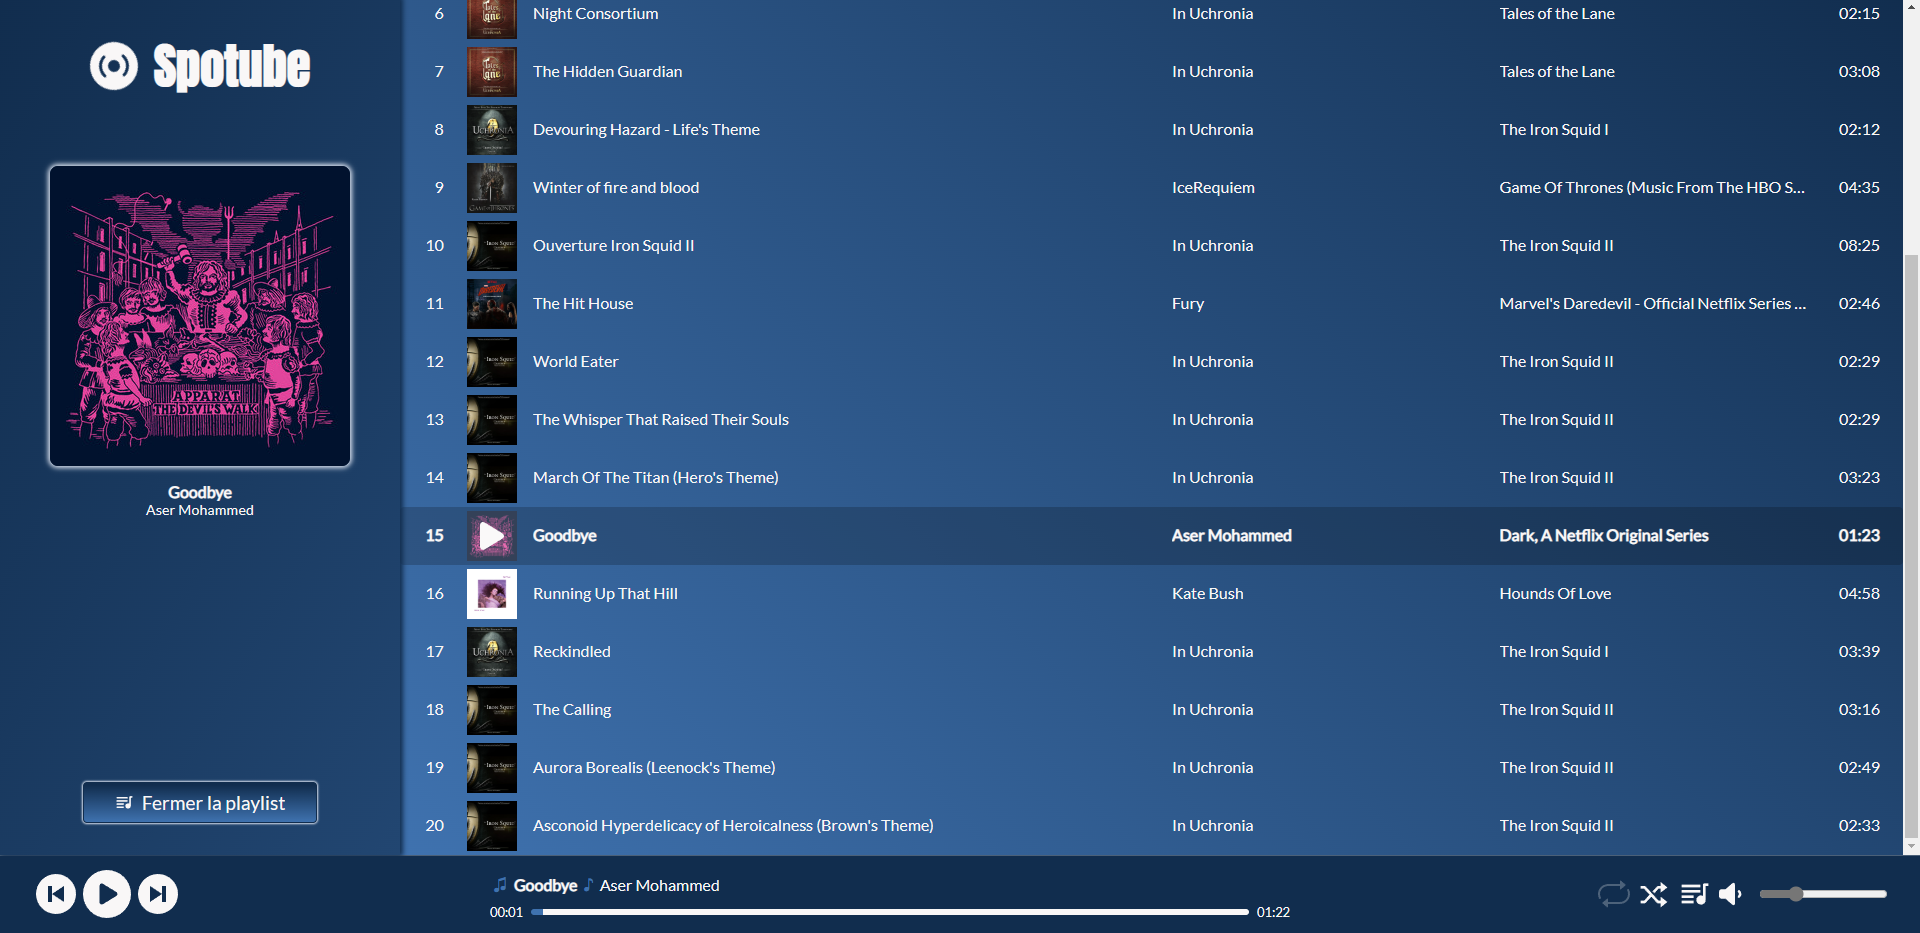 Spotube
APPARAT
THE DEVIL'S WALK
Goodbye
Aser Mohammed
Fermer la playlist
6 Night Consortium In Uchronia Tales of the Lane 02:15
7 The Hidden Guardian In Uchronia Tales of the Lane 03:08
8 Devouring Hazard - Life's Theme In Uchronia The Iron Squid I 02:12
9 Winter of fire and blood IceRequiem Game Of Thrones (Music From The HBO S... 04:35
10 Ouverture Iron Squid II In Uchronia The Iron Squid II 08:25
11 The Hit House Fury Marvel's Daredevil - Official Netflix Series ... 02:46
12 World Eater In Uchronia The Iron Squid II 02:29
13 The Whisper That Raised Their Souls In Uchronia The Iron Squid II 02:29
14 March Of The Titan (Hero's Theme) In Uchronia The Iron Squid II 03:23
15 Goodbye Aser Mohammed Dark, A Netflix Original Series 01:23
16 Running Up That Hill Kate Bush Hounds Of Love 04:58
17 Reckindled In Uchronia The Iron Squid I 03:39
18 The Calling In Uchronia The Iron Squid II 03:16
19 Aurora Borealis (Leenock's Theme) In Uchronia The Iron Squid II 02:49
20 Asconoid Hyperdelicacy of Heroicalness (Brown's Theme) In Uchronia The Iron Squid II 02:33
Goodbye Aser Mohammed
00:01 01:22